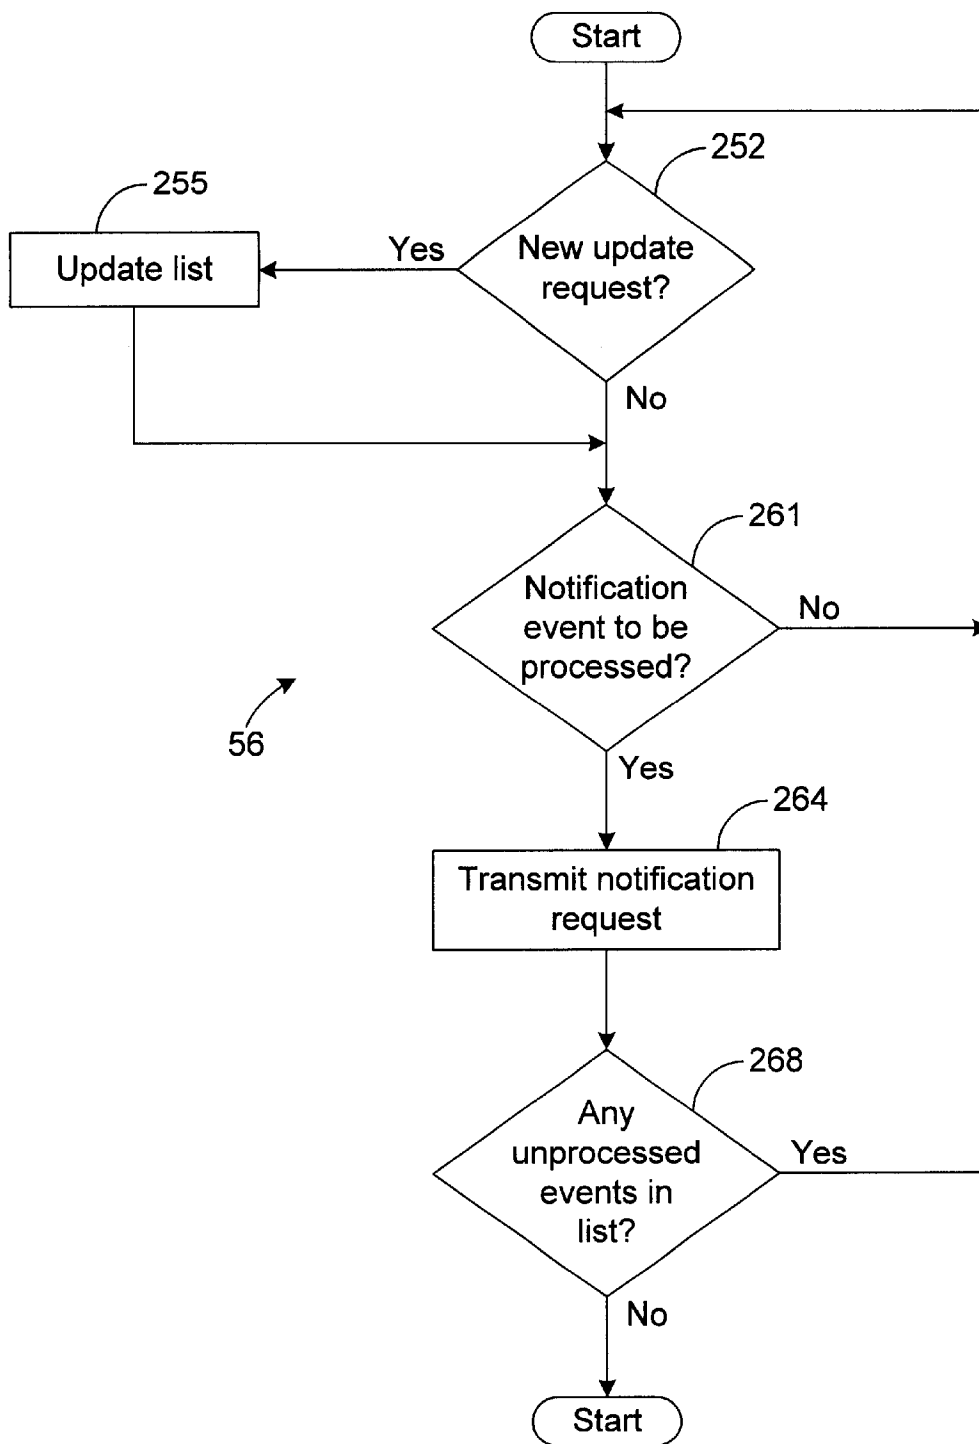 Start
252
255
Yes
New update
request?
Update list
No
261
Notification
event to be
processed?
No
56
Yes
264
Transmit notification
request
268
Any
unprocessed
events in
list?
Yes
No
Start